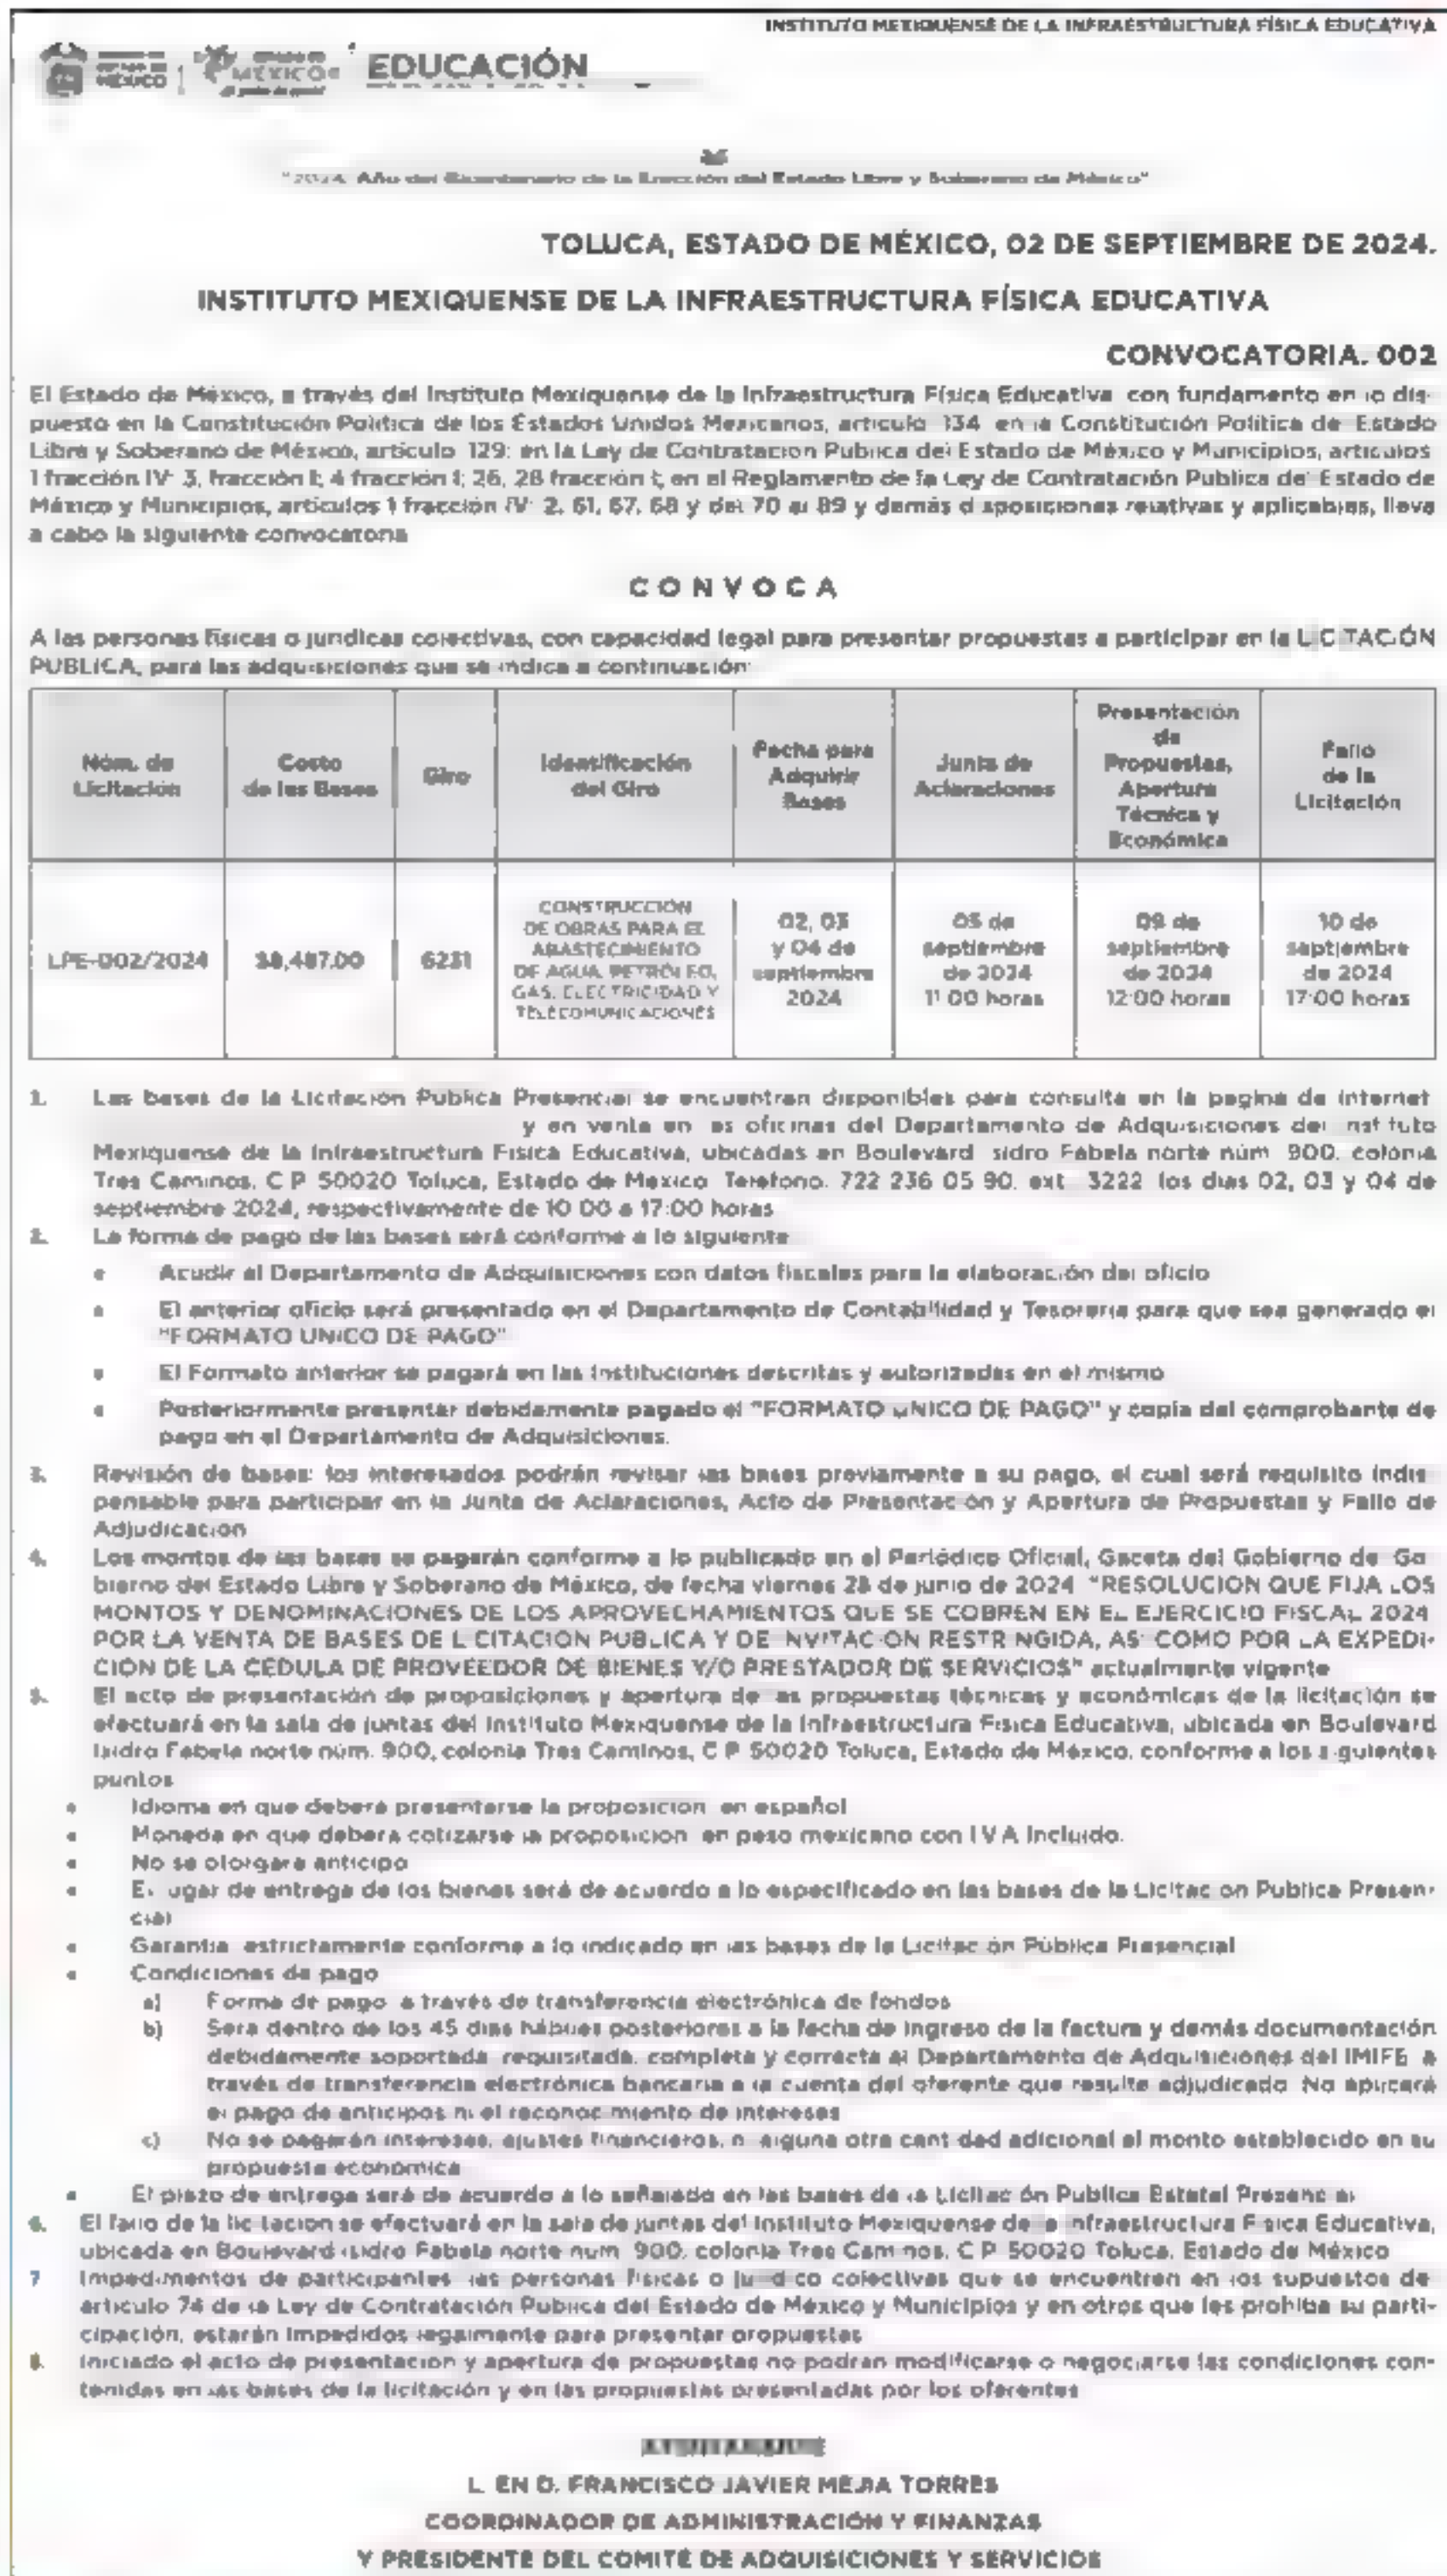 INSTITUTO MEXIQUENSE DE LA INFRAESTRUCTURA FÍSICA EDUCATIVA
MÉXICO
MÉXICO
EDUCACIÓN
"2024. Año del Bicentenario de la Erección del Estado Libre y Soberano de México"
TOLUCA, ESTADO DE MÉXICO, 02 DE SEPTIEMBRE DE 2024.
INSTITUTO MEXIQUENSE DE LA INFRAESTRUCTURA FÍSICA EDUCATIVA
CONVOCATORIA. 002
El Estado de México, a través del Instituto Mexiquense de la Infraestructura Física Educativa con fundamento en lo dis-
puesto en la Constitución Política de los Estados Unidos Mexicanos, artículo 134 en la Constitución Política de Estado
Libre y Soberano de México, artículo 129; en la Ley de Contratación Publica del Estado de México y Municipios, artículos
1 fracción IV; 3, fracción I; 4 fracción I; 26, 28 fracción I; en el Reglamento de la Ley de Contratación Publica del Estado de
México y Municipios, artículos 1 fracción IV; 2, 61, 67, 68 y del 70 al 89 y demás disposiciones relativas y aplicables, lleva
a cabo la siguiente convocatoria
CONVOCA
A las personas físicas o jurídicas colectivas, con capacidad legal para presentar propuestas a participar en la LICITACIÓN
PUBLICA, para las adquisiciones que se indica a continuación:
Núm. de Licitación
Costo de las Bases
Giro
Identificación del Giro
Fecha para Adquirir Bases
Junta de Aclaraciones
Presentación de Propuestas, Apertura Técnica y Económica
Fallo de la Licitación
LPE-002/2024
$8,487.00
6231
CONSTRUCCIÓN DE OBRAS PARA EL ABASTECIMIENTO DE AGUA, PETRÓLEO, GAS, ELECTRICIDAD Y TELECOMUNICACIONES
02, 03 y 04 de septiembre 2024
05 de septiembre de 2024 11:00 horas
09 de septiembre de 2024 12:00 horas
10 de septiembre de 2024 17:00 horas
1. Las bases de la Licitación Publica Presencial se encuentran disponibles para consulta en la pagina de internet
y en venta en las oficinas del Departamento de Adquisiciones del Instituto
Mexiquense de la Infraestructura Física Educativa, ubicadas en Boulevard Isidro Fabela norte núm. 900, colonia
Tres Caminos, C.P. 50020 Toluca, Estado de México Teléfono. 722 236 05 90, ext. 3222 los días 02, 03 y 04 de
septiembre 2024, respectivamente de 10:00 a 17:00 horas
2. La forma de pago de las bases será conforme a lo siguiente
• Acudir al Departamento de Adquisiciones con datos fiscales para la elaboración del oficio
• El anterior oficio será presentado en el Departamento de Contabilidad y Tesorería para que sea generado el
"FORMATO UNICO DE PAGO"
• El Formato anterior se pagará en las instituciones descritas y autorizadas en el mismo
• Posteriormente presentar debidamente pagado el "FORMATO UNICO DE PAGO" y copia del comprobante de
pago en el Departamento de Adquisiciones.
3. Revisión de bases: los interesados podrán revisar las bases previamente a su pago, el cual será requisito indis-
pensable para participar en la Junta de Aclaraciones, Acto de Presentación y Apertura de Propuestas y Fallo de
Adjudicación
4. Los montos de las bases se pagarán conforme a lo publicado en el Periódico Oficial, Gaceta del Gobierno de Go
bierno del Estado Libre y Soberano de México, de fecha viernes 28 de junio de 2024 "RESOLUCION QUE FIJA LOS
MONTOS Y DENOMINACIONES DE LOS APROVECHAMIENTOS QUE SE COBREN EN EL EJERCICIO FISCAL 2024
POR LA VENTA DE BASES DE LICITACION PUBLICA Y DE INVITACION RESTRINGIDA, ASI COMO POR LA EXPEDI-
CION DE LA CEDULA DE PROVEEDOR DE BIENES Y/O PRESTADOR DE SERVICIOS" actualmente vigente
5. El acto de presentación de proposiciones y apertura de las propuestas técnicas y económicas de la licitación se
efectuará en la sala de juntas del Instituto Mexiquense de la Infraestructura Física Educativa, ubicada en Boulevard
Isidro Fabela norte núm. 900, colonia Tres Caminos, C.P. 50020 Toluca, Estado de México, conforme a los siguientes
puntos
• Idioma en que deberá presentarse la proposición en español
• Moneda en que deberá cotizarse la proposicion en peso mexicano con I.V.A Incluido.
• No se otorgara anticipo
• El lugar de entrega de los bienes será de acuerdo a lo especificado en las bases de la Licitación Publica Presen-
cial
• Garantía estrictamente conforme a lo indicado en las bases de la Licitación Pública Presencial
• Condiciones de pago
a) Forma de pago a través de transferencia electrónica de fondos
b) Sera dentro de los 45 días hábiles posteriores a la fecha de ingreso de la factura y demás documentación
debidamente soportada, requisitada, completa y correcta al Departamento de Adquisiciones del IMIFE a
través de transferencia electrónica bancaria a la cuenta del oferente que resulte adjudicado No aplicará
el pago de anticipos ni el reconocimiento de intereses
c) No se pagarán intereses, ajustes financieros, ni alguna otra cantidad adicional al monto establecido en su
propuesta económica
• El plazo de entrega será de acuerdo a lo señalado en las bases de la Licitación Publica Estatal Presencial
6. El fallo de la licitación se efectuará en la sala de juntas del Instituto Mexiquense de la Infraestructura Física Educativa,
ubicada en Boulevard Isidro Fabela norte num. 900, colonia Tres Caminos, C.P. 50020 Toluca, Estado de México
7 Impedimentos de participantes las personas físicas o jurídico colectivas que se encuentren en los supuestos de
artículo 74 de la Ley de Contratación Publica del Estado de México y Municipios y en otros que les prohíba su parti-
cipación, estarán impedidos legalmente para presentar propuestas
8. Iniciado el acto de presentación y apertura de propuestas no podrán modificarse o negociarse las condiciones con-
tenidas en las bases de la licitación y en las propuestas presentadas por los oferentes
L. EN D. FRANCISCO JAVIER MEJIA TORRES
COORDINADOR DE ADMINISTRACIÓN Y FINANZAS
Y PRESIDENTE DEL COMITÉ DE ADQUISICIONES Y SERVICIOS